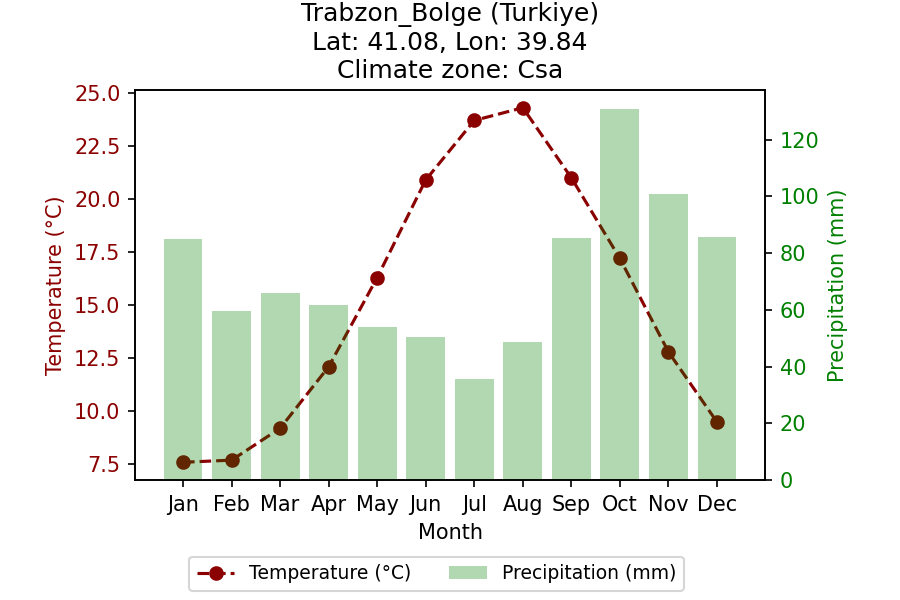 Trabzon_Bolge (Turkiye)
Lat: 41.08, Lon: 39.84
Climate zone: Csa
Temperature (°C)
25.0
22.5
20.0
17.5
15.0
12.5
10.0
7.5
Precipitation (mm)
120
100
80
60
40
20
0
Jan Feb Mar Apr May Jun Jul Aug Sep Oct Nov Dec
Month
Temperature (°C) Precipitation (mm)